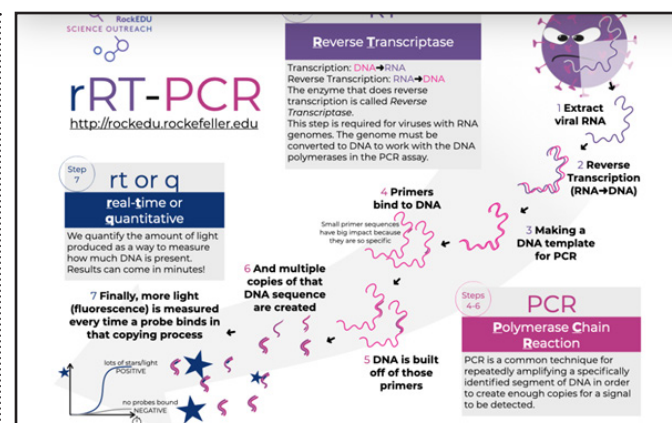 RockEDU
SCIENCE OUTREACH
rRT-PCR
http://rockedu.rockefeller.edu
Reverse Transcriptase
Transcription: DNA➔RNA
Reverse Transcription: RNA➔DNA
The enzyme that does reverse
transcription is called Reverse
Transcriptase.
This step is required for viruses with RNA
genomes. The genome must be
converted to DNA to work with the DNA
polymerases in the PCR assay.
1 Extract
viral RNA
2 Reverse
Transcription
(RNA➔DNA)
3 Making a
DNA template
for PCR
4 Primers
bind to DNA
Small primer sequences
have big impact because
they are so specific
5 DNA is built
off of those
primers
6 And multiple
copies of that
DNA sequence
are created
Step
7
rt or q
real-time or
quantitative
We quantify the amount of light
produced as a way to measure
how much DNA is present.
Results can come in minutes!
7 Finally, more light
(fluorescence) is measured
every time a probe binds in
that copying process
lots of stars/light
POSITIVE
no probes bound
NEGATIVE
Steps
4-6
PCR
Polymerase Chain
Reaction
PCR is a common technique for
repeatedly amplifying a specifically
identified segment of DNA in order
to create enough copies for a signal
to be detected.